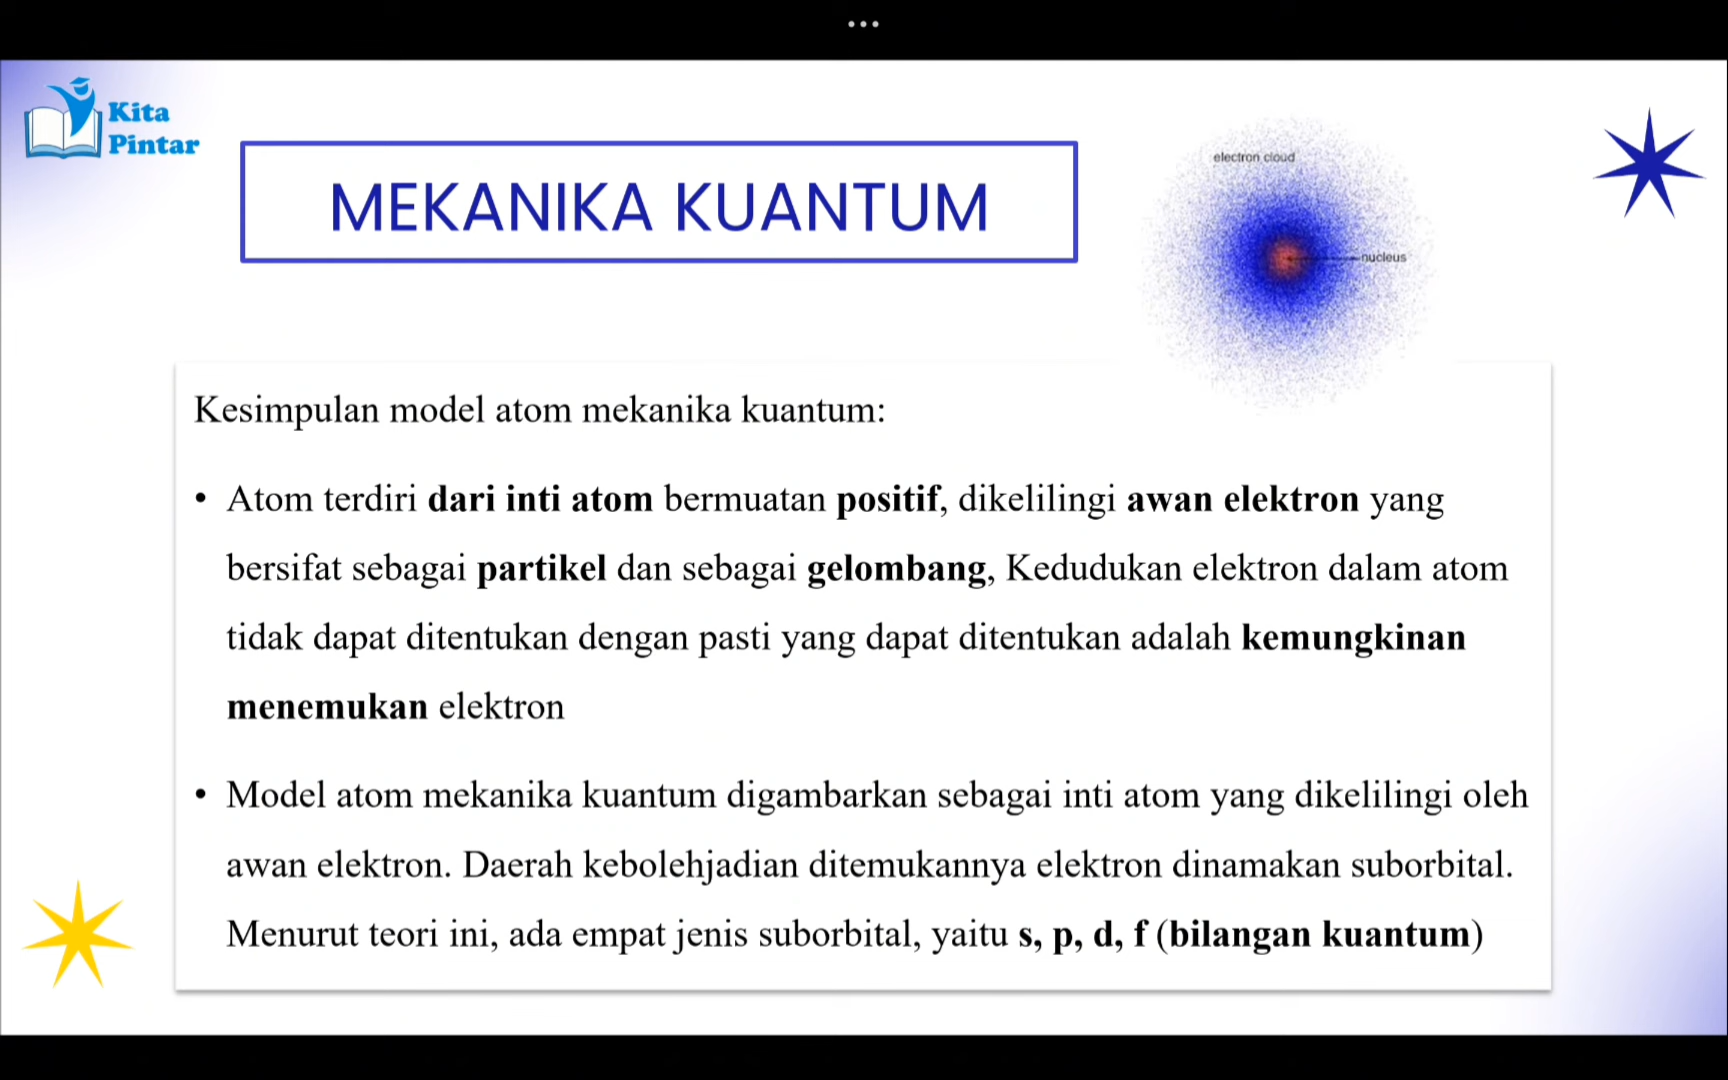 Kita
Pintar
MEKANIKA KUANTUM
electron cloud
nucleus
Kesimpulan model atom mekanika kuantum:
• Atom terdiri dari inti atom bermuatan positif, dikelilingi awan elektron yang
bersifat sebagai partikel dan sebagai gelombang, Kedudukan elektron dalam atom
tidak dapat ditentukan dengan pasti yang dapat ditentukan adalah kemungkinan
menemukan elektron
• Model atom mekanika kuantum digambarkan sebagai inti atom yang dikelilingi oleh
awan elektron. Daerah kebolehjadian ditemukannya elektron dinamakan suborbital.
Menurut teori ini, ada empat jenis suborbital, yaitu s, p, d, f (bilangan kuantum)